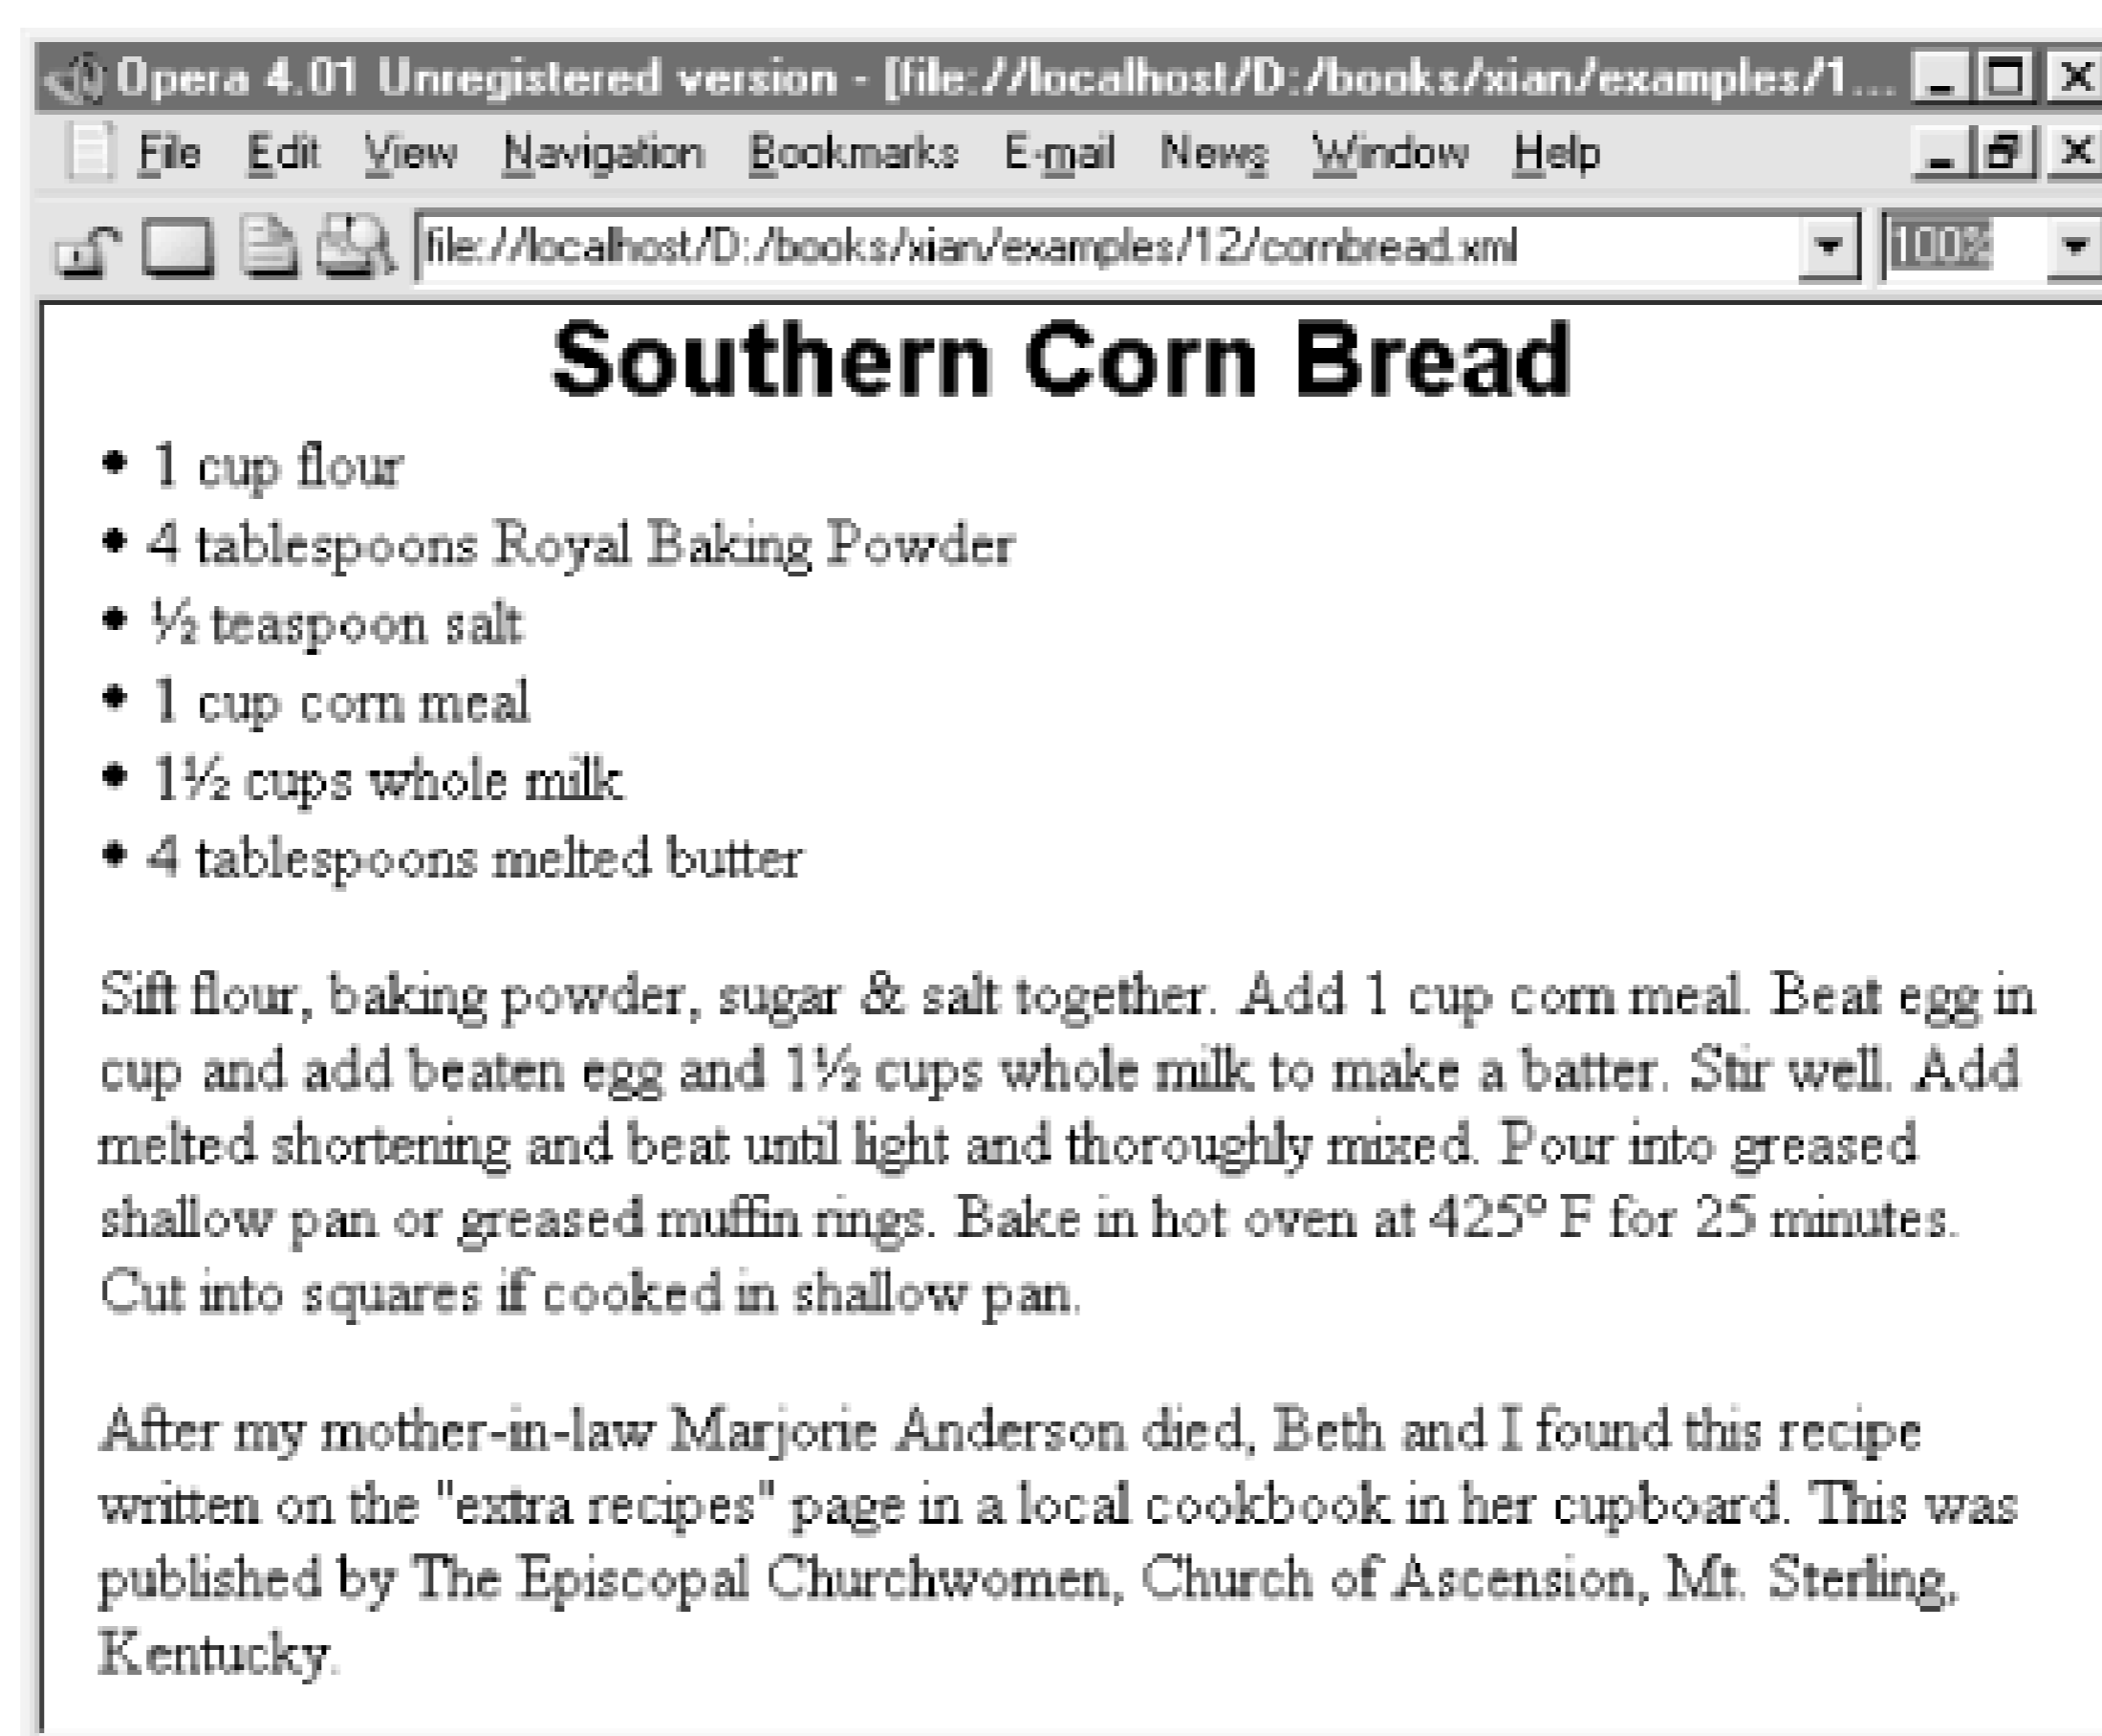 Opera 4.01 Unregistered version - [file://localhost/D:/books/xian/examples/1...
File Edit View Navigation Bookmarks E-mail News Window Help
file://localhost/D:/books/xian/examples/12/cornbread.xml 100%
Southern Corn Bread
• 1 cup flour
• 4 tablespoons Royal Baking Powder
• ½ teaspoon salt
• 1 cup corn meal
• 1½ cups whole milk
• 4 tablespoons melted butter
Sift flour, baking powder, sugar & salt together. Add 1 cup corn meal. Beat egg in
cup and add beaten egg and 1½ cups whole milk to make a batter. Stir well. Add
melted shortening and beat until light and thoroughly mixed. Pour into greased
shallow pan or greased muffin rings. Bake in hot oven at 425º F for 25 minutes.
Cut into squares if cooked in shallow pan.
After my mother-in-law Marjorie Anderson died, Beth and I found this recipe
written on the "extra recipes" page in a local cookbook in her cupboard. This was
published by The Episcopal Churchwomen, Church of Ascension, Mt. Sterling,
Kentucky.